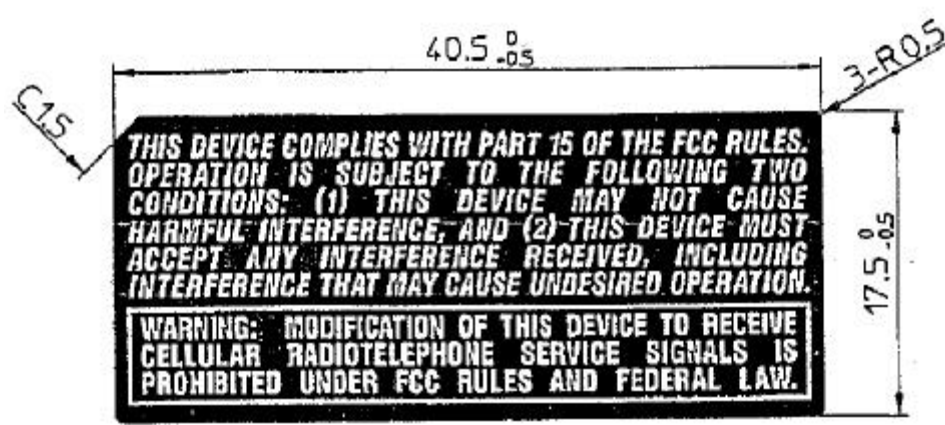 40.5 0 -0.5
3-R0.5
C1.5
THIS DEVICE COMPLIES WITH PART 15 OF THE FCC RULES.
OPERATION IS SUBJECT TO THE FOLLOWING TWO
CONDITIONS: (1) THIS DEVICE MAY NOT CAUSE
HARMFUL INTERFERENCE, AND (2) THIS DEVICE MUST
ACCEPT ANY INTERFERENCE RECEIVED, INCLUDING
INTERFERENCE THAT MAY CAUSE UNDESIRED OPERATION.
WARNING: MODIFICATION OF THIS DEVICE TO RECEIVE
CELLULAR RADIOTELEPHONE SERVICE SIGNALS IS
PROHIBITED UNDER FCC RULES AND FEDERAL LAW.
17.5 0 -0.5